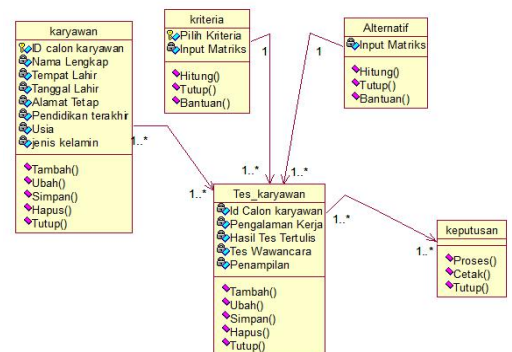 karyawan
ID calon karyawan
Nama Lengkap
Tempat Lahir
Tanggal Lahir
Alamat Tetap
Pendidikan terakhir
Usia
jenis kelamin
Tambah()
Ubah()
Simpan()
Hapus()
Tutup()
1..*
1..*
kriteria
Pilih Kriteria
Input Matriks
Hitung()
Tutup()
Bantuan()
1
1..*
Alternatif
Input Matriks
Hitung()
Tutup()
Bantuan()
1
1..*
Tes_karyawan
Id Calon karyawan
Pengalaman Kerja
Hasil Tes Tertulis
Tes Wawancara
Penampilan
Tambah()
Ubah()
Simpan()
Hapus()
Tutup()
1..*
1..*
keputusan
Proses()
Cetak()
Tutup()